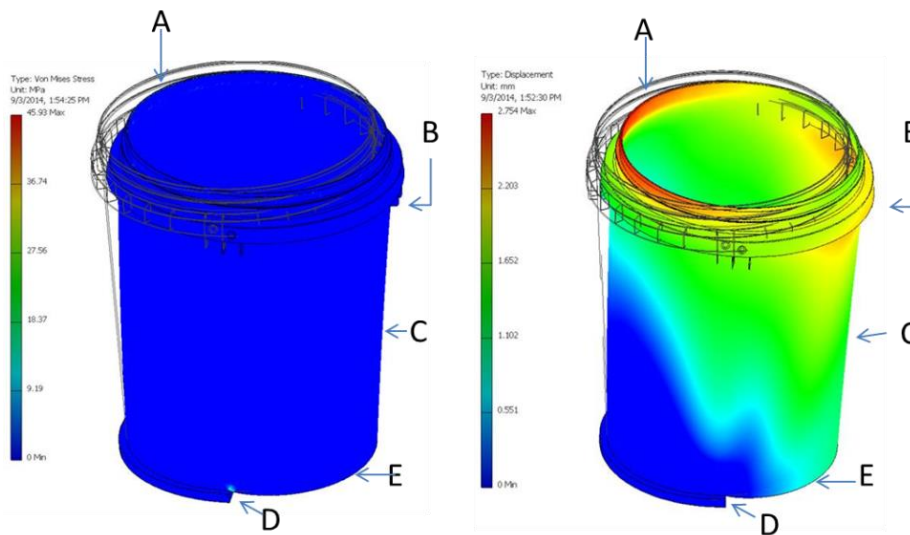 A
Type: Von Mises Stress
Unit: MPa
9/3/2014, 1:54:25 PM
45.93 Max
36.74
27.56
18.37
9.19
0 Min
B
C
E
D
A
Type: Displacement
Unit: mm
9/3/2014, 1:52:30 PM
2.754 Max
2.203
1.652
1.102
0.551
0 Min
E
D